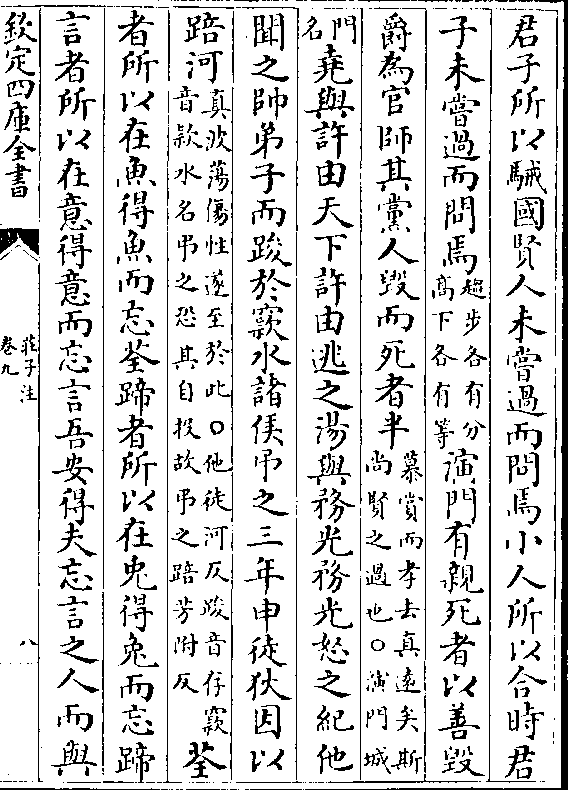 君子所以駴國賢人未嘗過而問焉小人所以合時君
子未嘗過而問焉趨步各有分高下各有等演門有親死者以善毀
爵為官師其黨人毀而死者半慕賞而孝去真逺矣斯尚賢之過也〇演門城
門名堯與許由天下許由逃之湯與務光務光怒之紀他
聞之帥弟子而踆於窾水諸侯弔之三年申徒狄因以
踣河真波蕩傷性遂至於此〇他徒河反踆音存窾音欵水名弔之恐其自投故弔之踣芳附反荃
者所以在魚得魚而忘荃蹄者所以在兎得兎而忘蹄
言者所以在意得意而忘言吾安得夫忘言之人而與
欽定四庫全書
莊子注
卷九
八